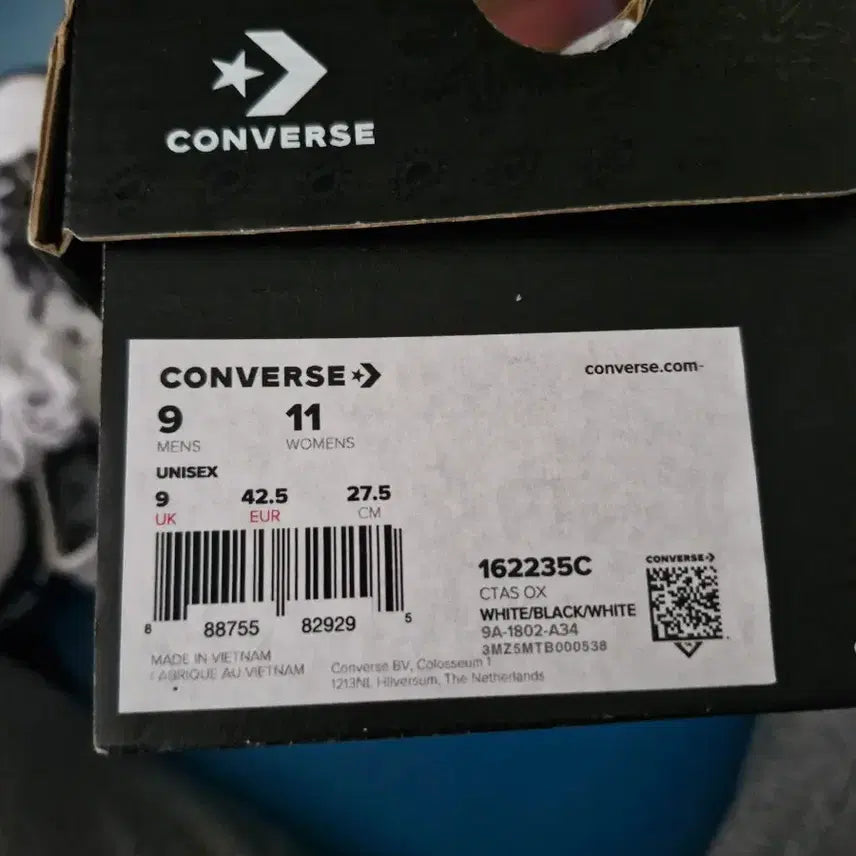 CONVERSE
CONVERSE
converse.com
9 11
MENS WOMENS
UNISEX
9 42.5 27.5
UK EUR CM
8 88755 82929 5
162235C
CTAS OX
WHITE/BLACK/WHITE
9A-1802-A34
3MZ5MTB000538
CONVERSE
MADE IN VIETNAM
FABRIQUE AU VIETNAM
Converse BV, Colosseum 1
1213NL Hilversum, The Netherlands